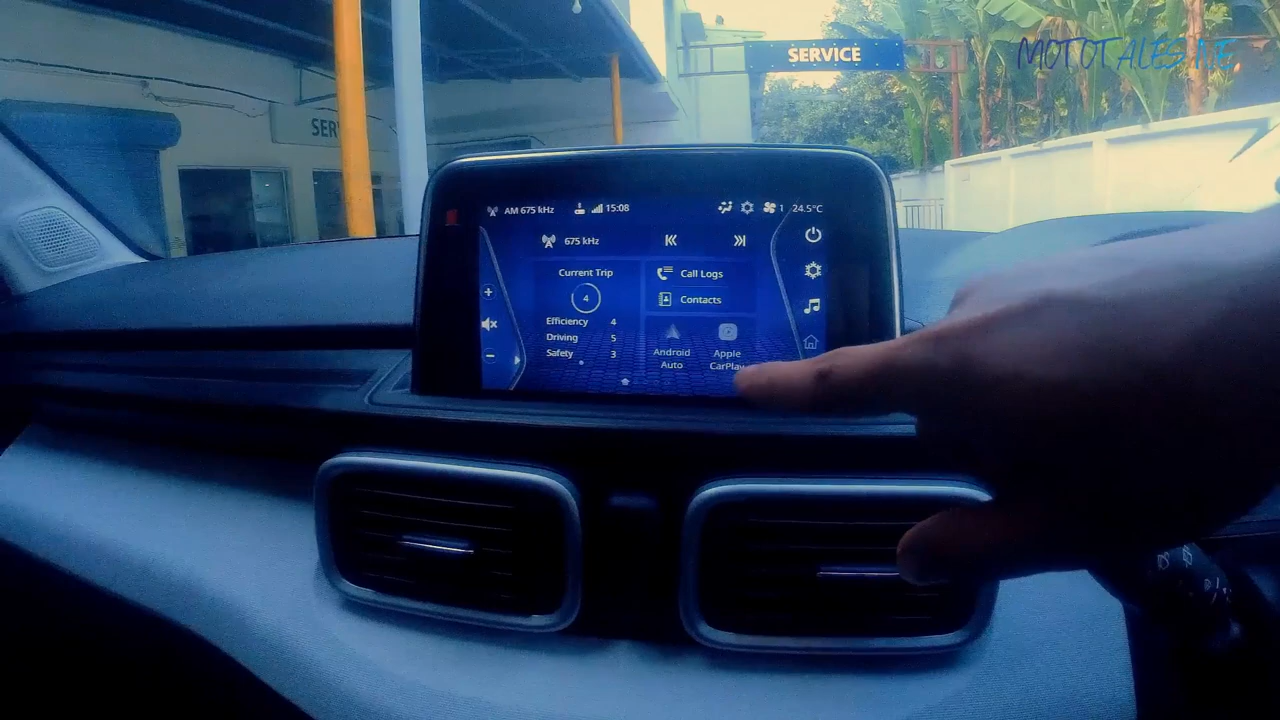 SERVICE
MOTOTALES N.E
SER
AM 675 kHz
15:08
1
24.5°C
675 kHz
Current Trip
4
Efficiency 4
Driving 5
Safety 3
Call Logs
Contacts
Android
Auto
Apple
CarPlay